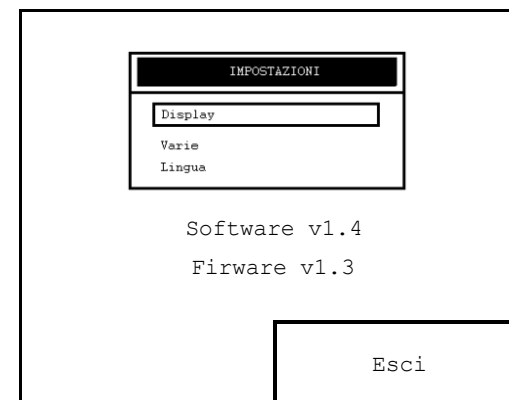 IMPOSTAZIONI
Display
Varie
Lingua
Software v1.4
Firware v1.3
Esci